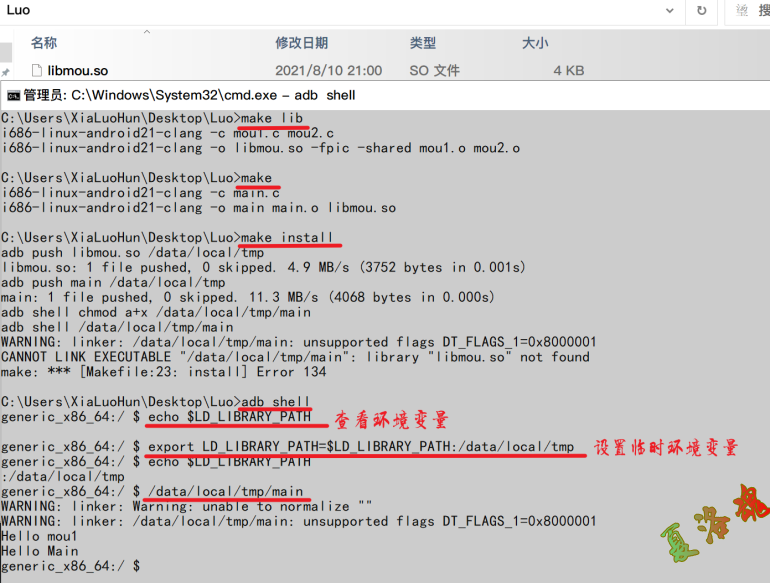 Luo
搜
名称 修改日期 类型 大小
libmou.so 2021/8/10 21:00 SO 文件 4 KB
管理员: C:\Windows\System32\cmd.exe - adb shell
C:\Users\XiaLuoHun\Desktop\Luo>make lib
i686-linux-android21-clang -c mou1.c mou2.c
i686-linux-android21-clang -o libmou.so -fpic -shared mou1.o mou2.o
C:\Users\XiaLuoHun\Desktop\Luo>make
i686-linux-android21-clang -c main.c
i686-linux-android21-clang -o main main.o libmou.so
C:\Users\XiaLuoHun\Desktop\Luo>make install
adb push libmou.so /data/local/tmp
libmou.so: 1 file pushed, 0 skipped. 4.9 MB/s (3752 bytes in 0.001s)
adb push main /data/local/tmp
main: 1 file pushed, 0 skipped. 11.3 MB/s (4068 bytes in 0.000s)
adb shell chmod a+x /data/local/tmp/main
adb shell /data/local/tmp/main
WARNING: linker: /data/local/tmp/main: unsupported flags DT_FLAGS_1=0x8000001
CANNOT LINK EXECUTABLE "/data/local/tmp/main": library "libmou.so" not found
make: *** [Makefile:23: install] Error 134
C:\Users\XiaLuoHun\Desktop\Luo>adb shell
generic_x86_64:/ $ echo $LD_LIBRARY_PATH 查看环境变量
generic_x86_64:/ $ export LD_LIBRARY_PATH=$LD_LIBRARY_PATH:/data/local/tmp 设置临时环境变量
generic_x86_64:/ $ echo $LD_LIBRARY_PATH
:/data/local/tmp
generic_x86_64:/ $ /data/local/tmp/main
WARNING: linker: Warning: unable to normalize ""
WARNING: linker: /data/local/tmp/main: unsupported flags DT_FLAGS_1=0x8000001
Hello mou1
Hello Main
generic_x86_64:/ $
夏洛魂